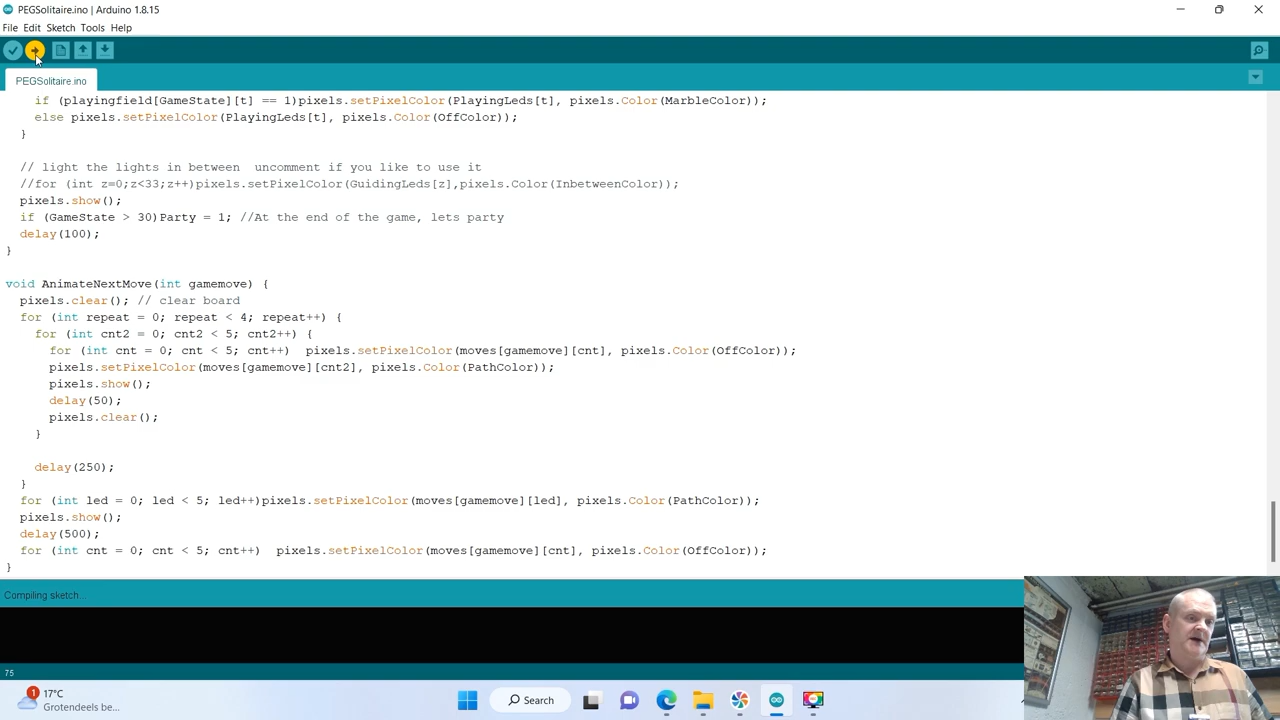 PEGSolitaire.ino | Arduino 1.8.15
File Edit Sketch Tools Help
PEGSolitaire.ino
if (playingfield[GameState][t] == 1)pixels.setPixelColor(PlayingLeds[t], pixels.Color(MarbleColor));
else pixels.setPixelColor(PlayingLeds[t], pixels.Color(OffColor));
}
// light the lights in between  uncomment if you like to use it
//for (int z=0;z<33;z++)pixels.setPixelColor(GuidingLeds[z],pixels.Color(InbetweenColor));
pixels.show();
if (GameState > 30)Party = 1; //At the end of the game, lets party
delay(100);
}
void AnimateNextMove(int gamemove) {
pixels.clear(); // clear board
for (int repeat = 0; repeat < 4; repeat++) {
for (int cnt2 = 0; cnt2 < 5; cnt2++) {
for (int cnt = 0; cnt < 5; cnt++)  pixels.setPixelColor(moves[gamemove][cnt], pixels.Color(OffColor));
pixels.setPixelColor(moves[gamemove][cnt2], pixels.Color(PathColor));
pixels.show();
delay(50);
pixels.clear();
}
delay(250);
}
for (int led = 0; led < 5; led++)pixels.setPixelColor(moves[gamemove][led], pixels.Color(PathColor));
pixels.show();
delay(500);
for (int cnt = 0; cnt < 5; cnt++)  pixels.setPixelColor(moves[gamemove][cnt], pixels.Color(OffColor));
}
Compiling sketch...
75
1
17°C
Grotendeels be...
Search